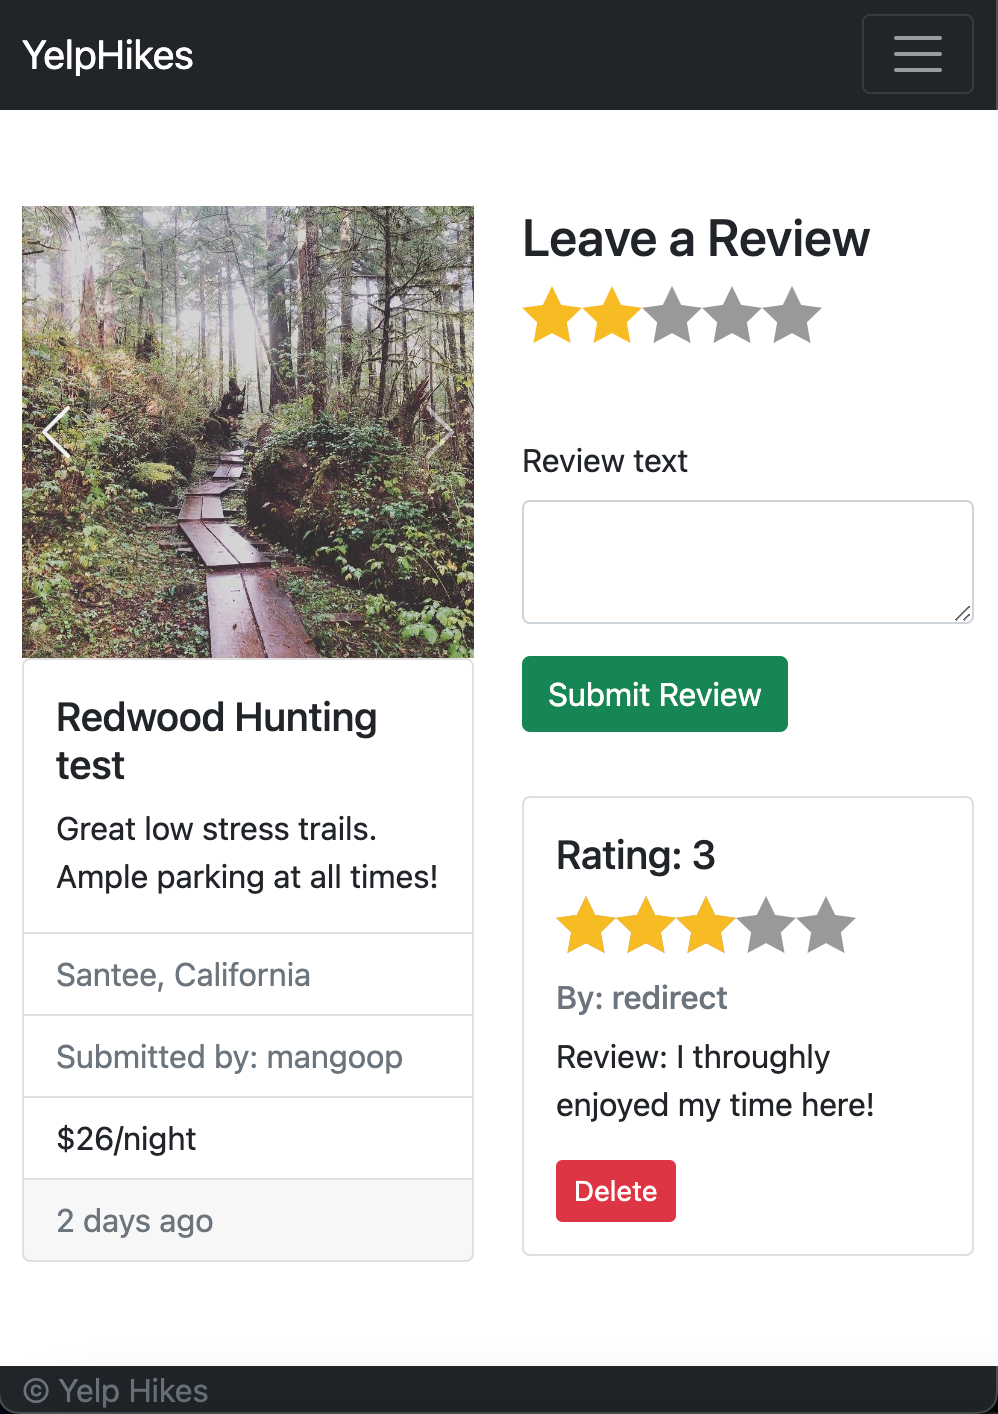 YelpHikes
Redwood Hunting
test
Great low stress trails.
Ample parking at all times!
Santee, California
Submitted by: mangoop
$26/night
2 days ago
Leave a Review
Review text
Submit Review
Rating: 3
By: redirect
Review: I throughly
enjoyed my time here!
Delete
© Yelp Hikes